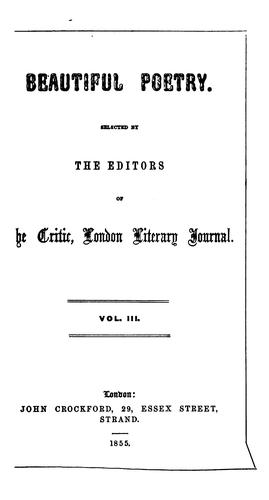 BEAUTIFUL POETRY.
SELECTED BY
THE EDITORS
OF
he Critic, London Literary Journal.
VOL. III.
London:
JOHN CROCKFORD, 29, ESSEX STREET,
STRAND.
1855.